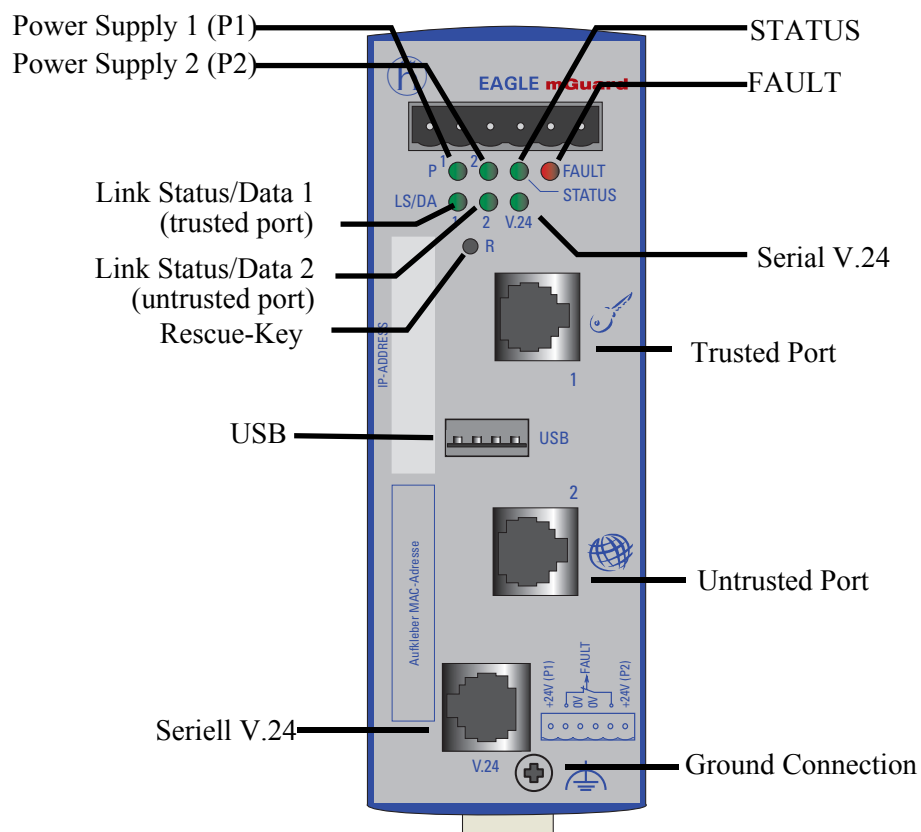 Power Supply 1 (P1)
Power Supply 2 (P2)
STATUS
FAULT
h
EAGLE mGuard
P 1 2 FAULT
STATUS
LS/DA
1 2 V.24
R
Link Status/Data 1
(trusted port)
Link Status/Data 2
(untrusted port)
Rescue-Key
Serial V.24
IP-ADDRESS
Trusted Port
1
USB
USB
2
Untrusted Port
Aufkleber MAC-Adresse
+24V (P1)
0V
FAULT
0V
+24V (P2)
Seriell V.24
V.24
Ground Connection